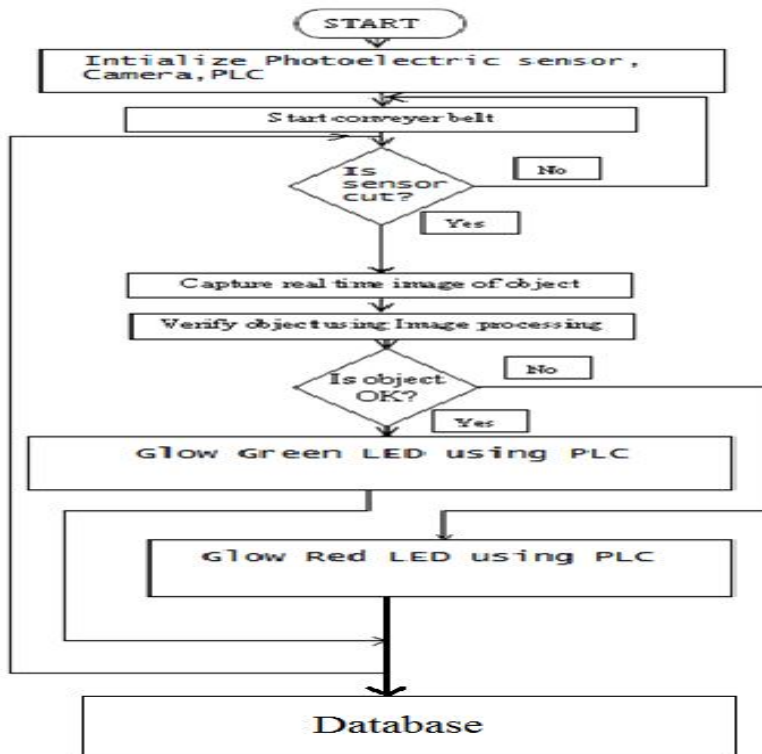 START
Intialize Photoelectric sensor,
Camera,PLC
Start conveyer belt
Is
sensor
cut?
No
Yes
Capture real time image of object
Verify object using Image processing
Is object
OK?
No
Yes
Glow Green LED using PLC
Glow Red LED using PLC
Database